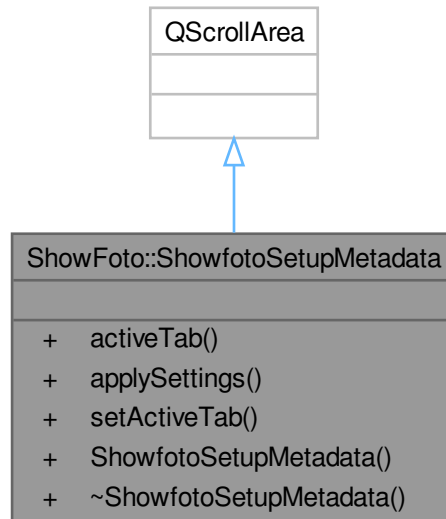 QScrollArea
ShowFoto::ShowfotoSetupMetadata
+ activeTab()
+ applySettings()
+ setActiveTab()
+ ShowfotoSetupMetadata()
+ ~ShowfotoSetupMetadata()